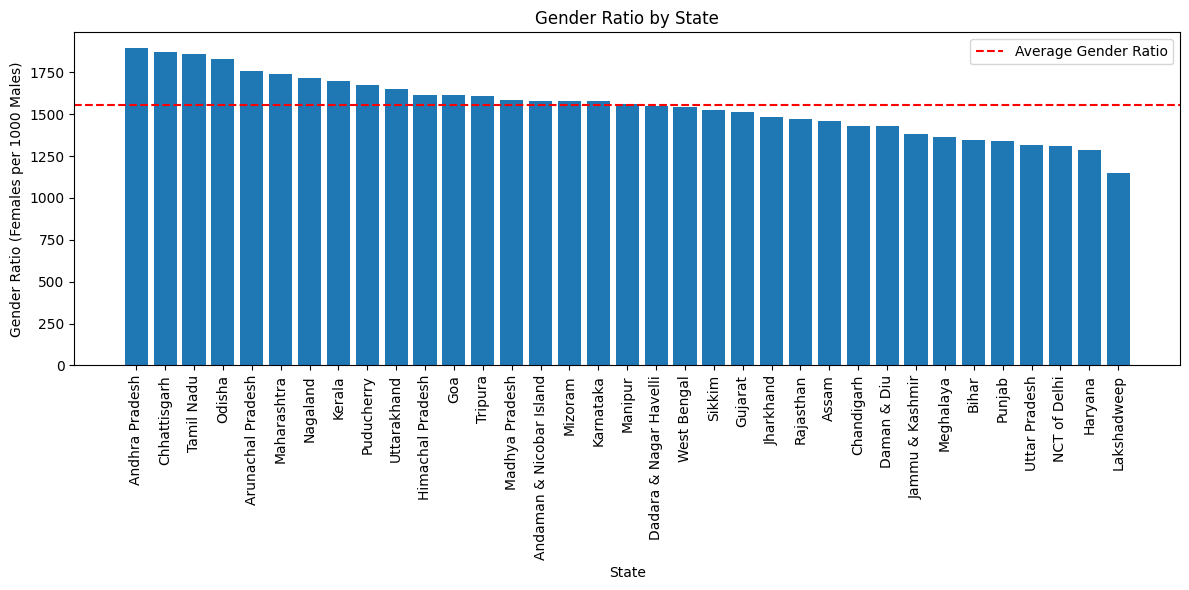 Gender Ratio by State
Average Gender Ratio
Gender Ratio (Females per 1000 Males)
1750
1500
1250
1000
750
500
250
0
Andhra Pradesh
Chhattisgarh
Tamil Nadu
Odisha
Arunachal Pradesh
Maharashtra
Nagaland
Kerala
Puducherry
Uttarakhand
Himachal Pradesh
Goa
Tripura
Madhya Pradesh
Andaman & Nicobar Island
Mizoram
Karnataka
Manipur
Dadara & Nagar Havelli
West Bengal
Sikkim
Gujarat
Jharkhand
Rajasthan
Assam
Chandigarh
Daman & Diu
Jammu & Kashmir
Meghalaya
Bihar
Punjab
Uttar Pradesh
NCT of Delhi
Haryana
Lakshadweep
State